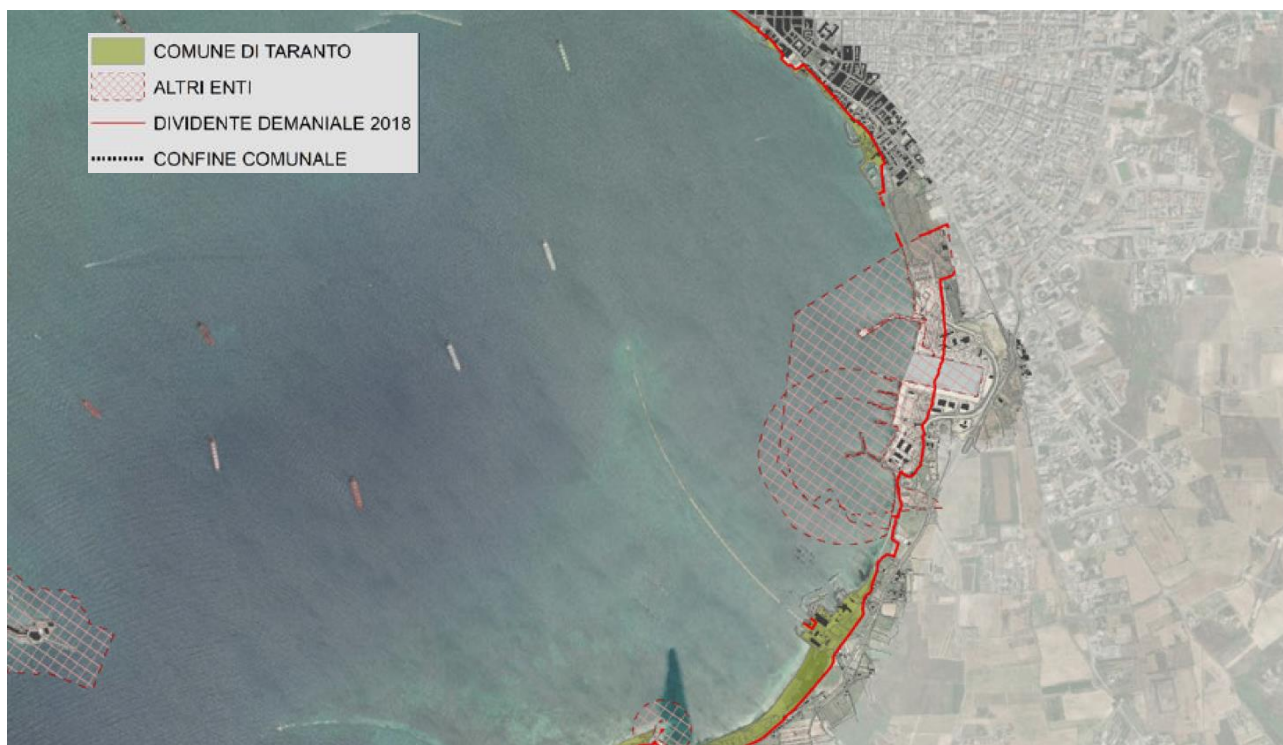 COMUNE DI TARANTO
ALTRI ENTI
DIVIDENTE DEMANIALE 2018
CONFINE COMUNALE